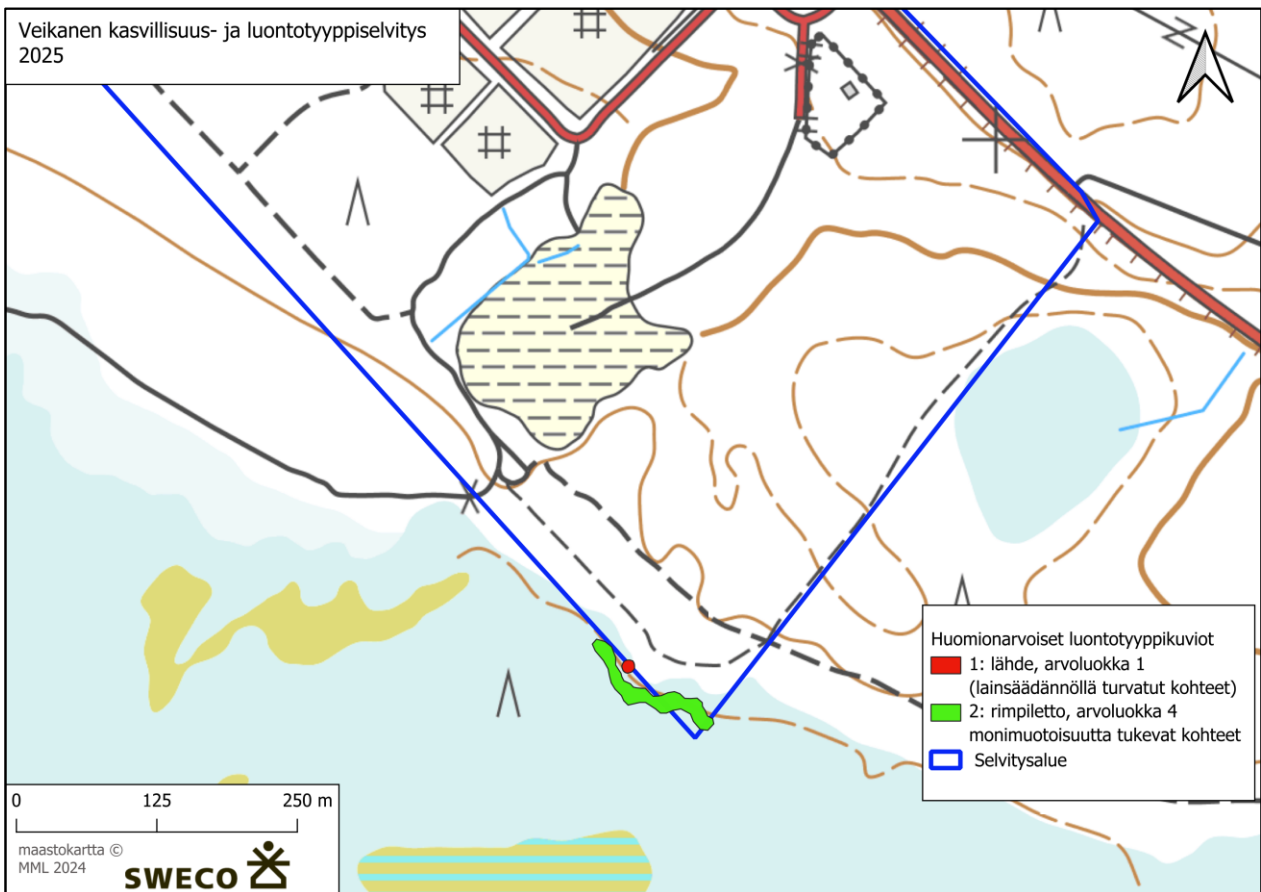 Veikanen kasvillisuus- ja luontotyyppiselvitys
2025
Huomionarvoiset luontotyyppikuviot
1: lähde, arvoluokka 1
(lainsäädännöllä turvatut kohteet)
2: rimpiletto, arvoluokka 4
monimuotoisuutta tukevat kohteet
Selvitysalue
0 125 250 m
maastokartta ©
MML 2024
SWECO